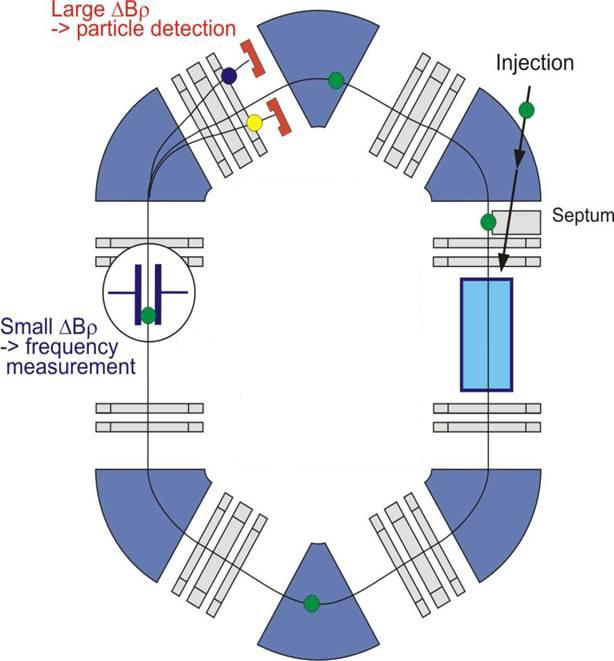 Large ΔBρ
-> particle detection
Injection
Septum
Small ΔBρ
-> frequency
measurement